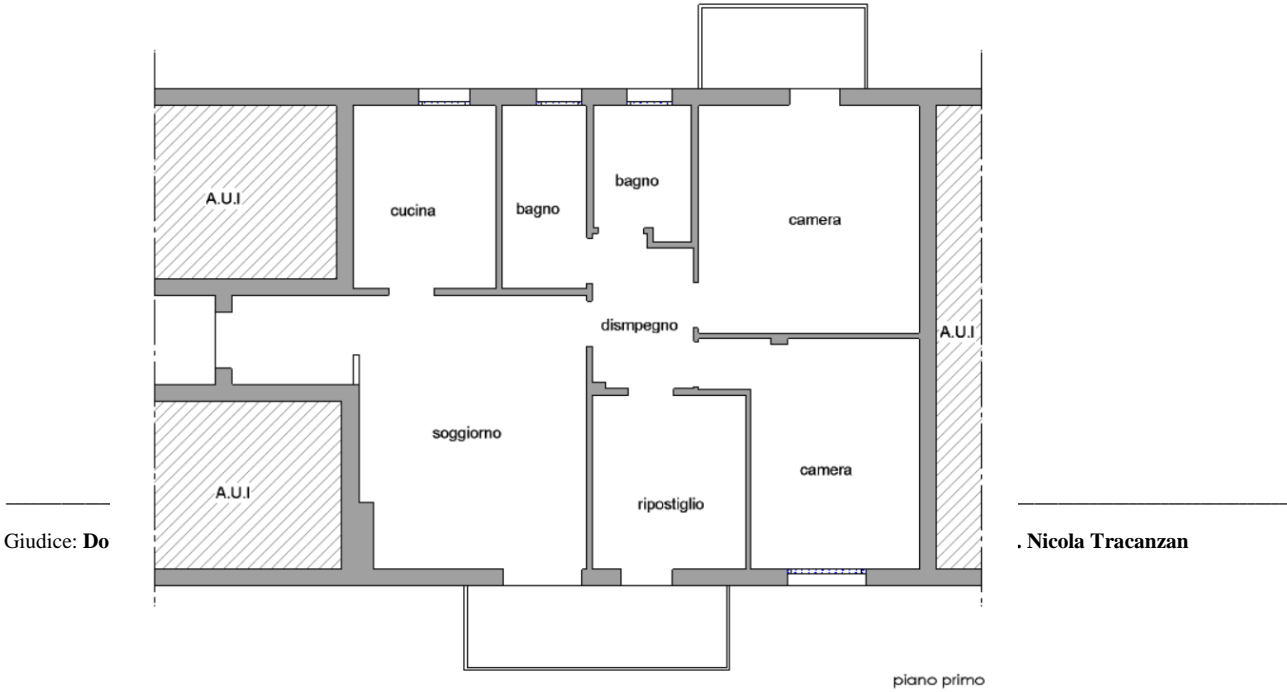 A.U.I
cucina
bagno
bagno
camera
dismpegno
A.U.I
soggiorno
camera
A.U.I
ripostiglio
Giudice: Do
. Nicola Tracanzan
piano primo